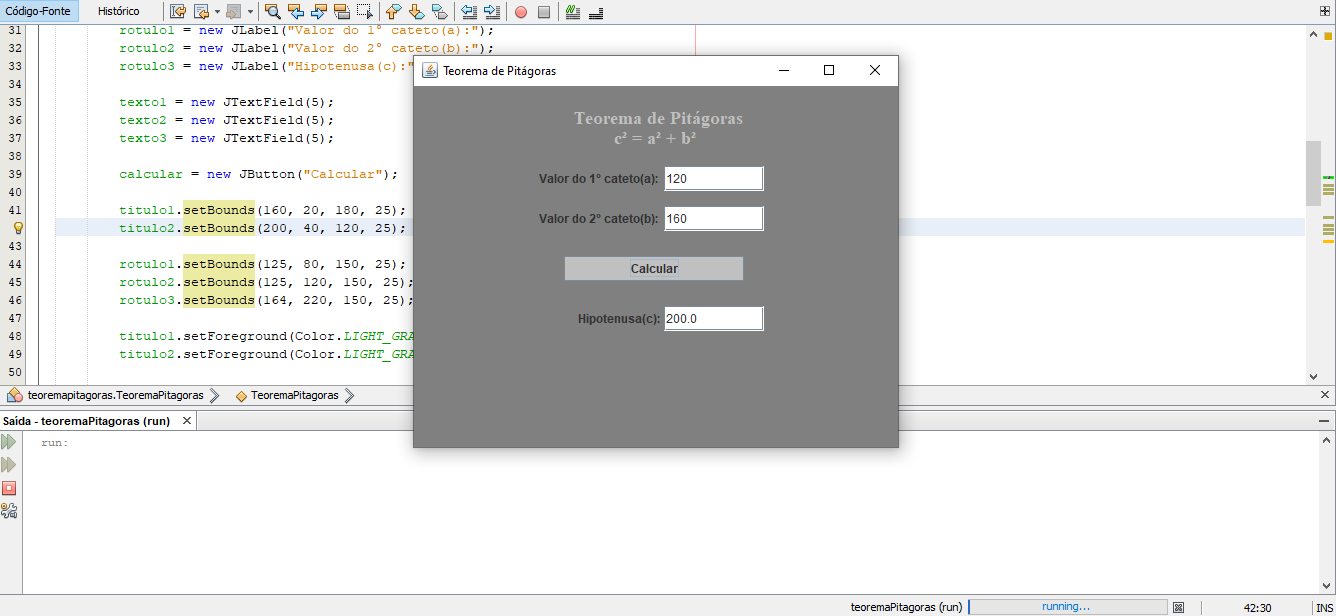 Código-Fonte Histórico
31 rotulo1 = new JLabel("Valor do 1° cateto(a):");
32 rotulo2 = new JLabel("Valor do 2° cateto(b):");
33 rotulo3 = new JLabel("Hipotenusa(c):"
34
35 texto1 = new JTextField(5);
36 texto2 = new JTextField(5);
37 texto3 = new JTextField(5);
38
39 calcular = new JButton("Calcular");
40
41 titulo1.setBounds(160, 20, 180, 25);
titulo2.setBounds(200, 40, 120, 25);
43
44 rotulo1.setBounds(125, 80, 150, 25);
45 rotulo2.setBounds(125, 120, 150, 25);
46 rotulo3.setBounds(164, 220, 150, 25);
47
48 titulo1.setForeground(Color.LIGHT_GRA
49 titulo2.setForeground(Color.LIGHT_GRA
50
Teorema de Pitágoras
Teorema de Pitágoras
c² = a² + b²
Valor do 1° cateto(a): 120
Valor do 2° cateto(b): 160
Calcular
Hipotenusa(c): 200.0
teoremapitagoras.TeoremaPitagoras TeoremaPitagoras
Saída - teoremaPitagoras (run)
run:
teoremaPitagoras (run) running... 42:30 INS